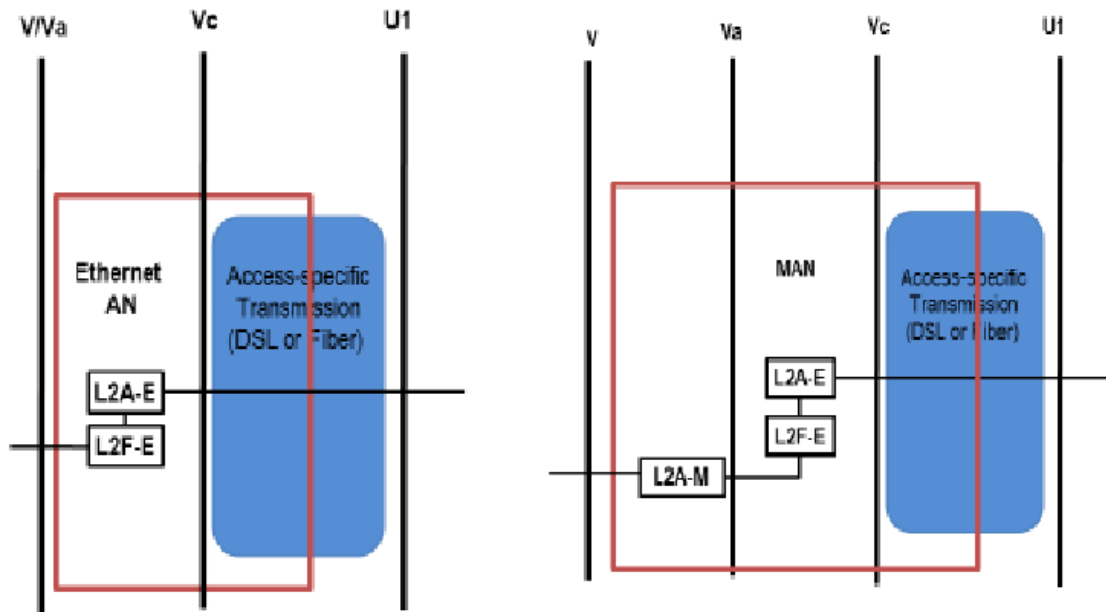 V/Va
Vc
U1
Ethernet
AN
Access-specific
Transmission
(DSL or Fiber)
L2A-E
L2F-E
V
Va
Vc
U1
MAN
Access-specific
Transmission
(DSL or Fiber)
L2A-E
L2F-E
L2A-M